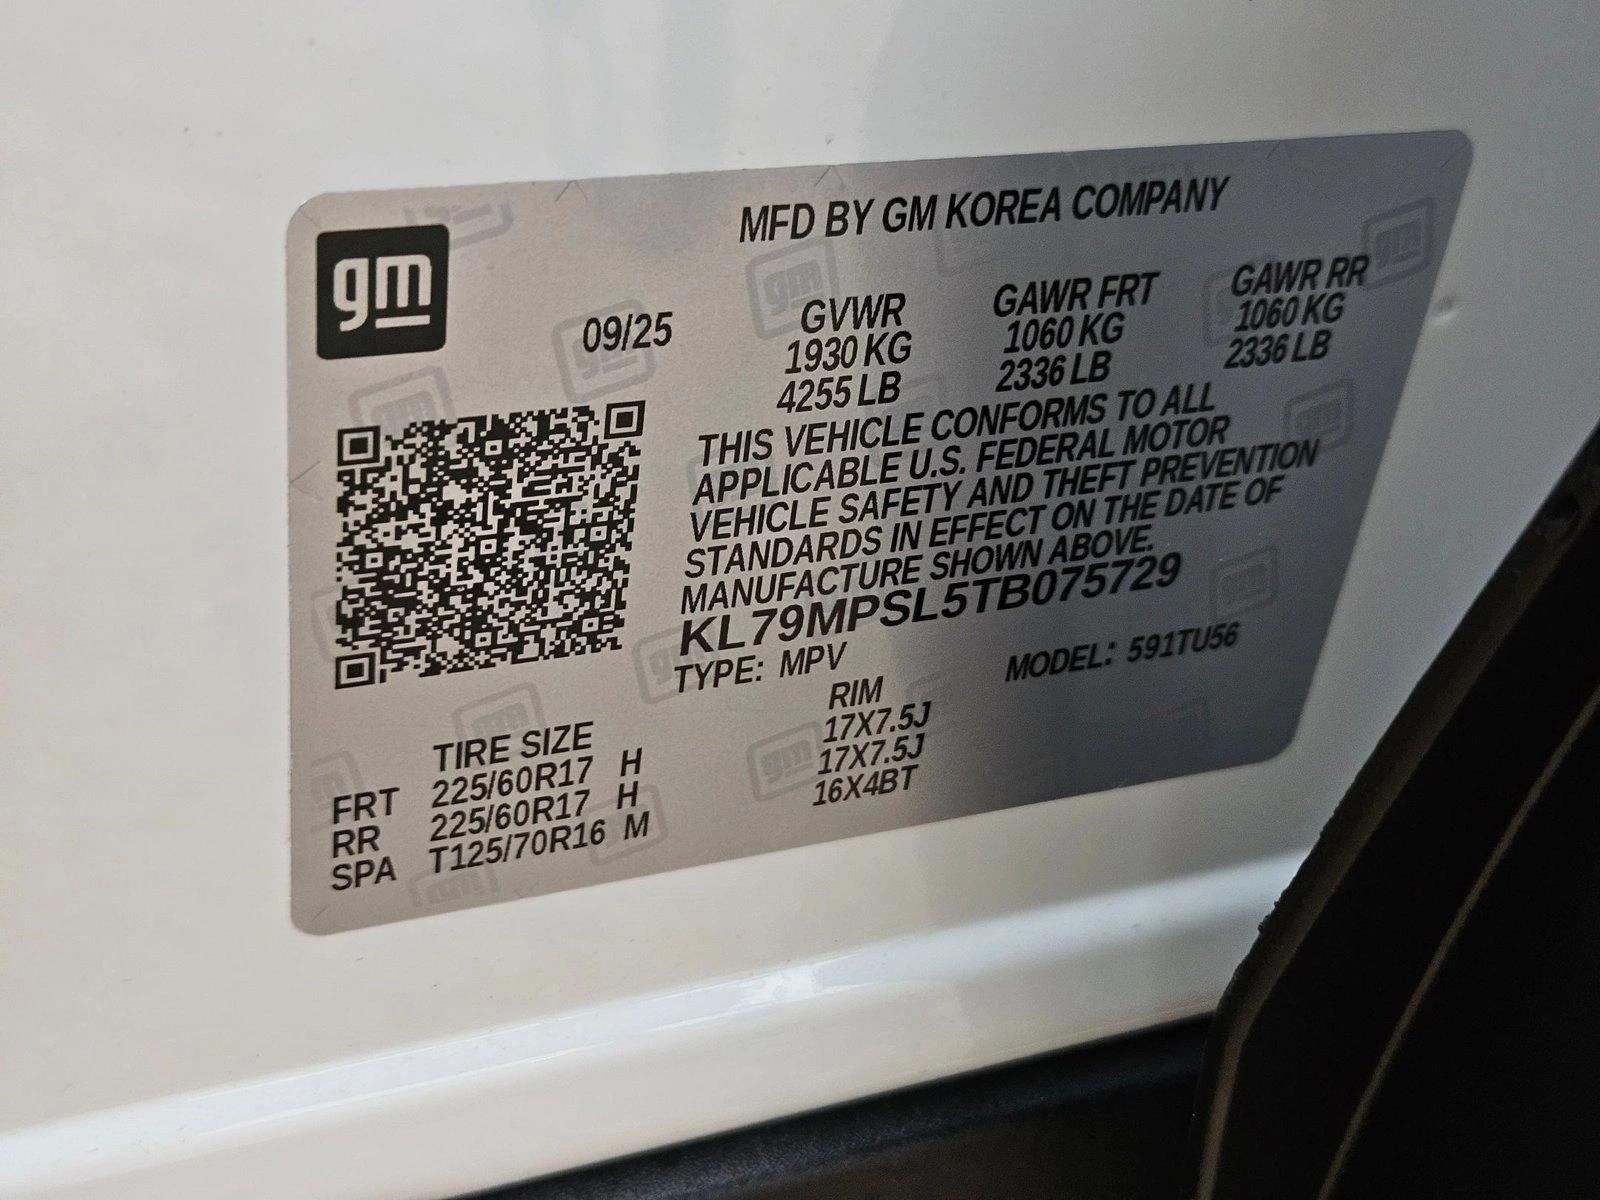 gm
MFD BY GM KOREA COMPANY
09/25
GVWR GAWR FRT GAWR RR
1930 KG 1060 KG 1060 KG
4255 LB 2336 LB 2336 LB
THIS VEHICLE CONFORMS TO ALL
APPLICABLE U.S. FEDERAL MOTOR
VEHICLE SAFETY AND THEFT PREVENTION
STANDARDS IN EFFECT ON THE DATE OF
MANUFACTURE SHOWN ABOVE.
KL79MPSL5TB075729
TYPE: MPV MODEL: 591TU56
TIRE SIZE RIM
FRT 225/60R17 H 17X7.5J
RR 225/60R17 H 17X7.5J
SPA T125/70R16 M 16X4BT